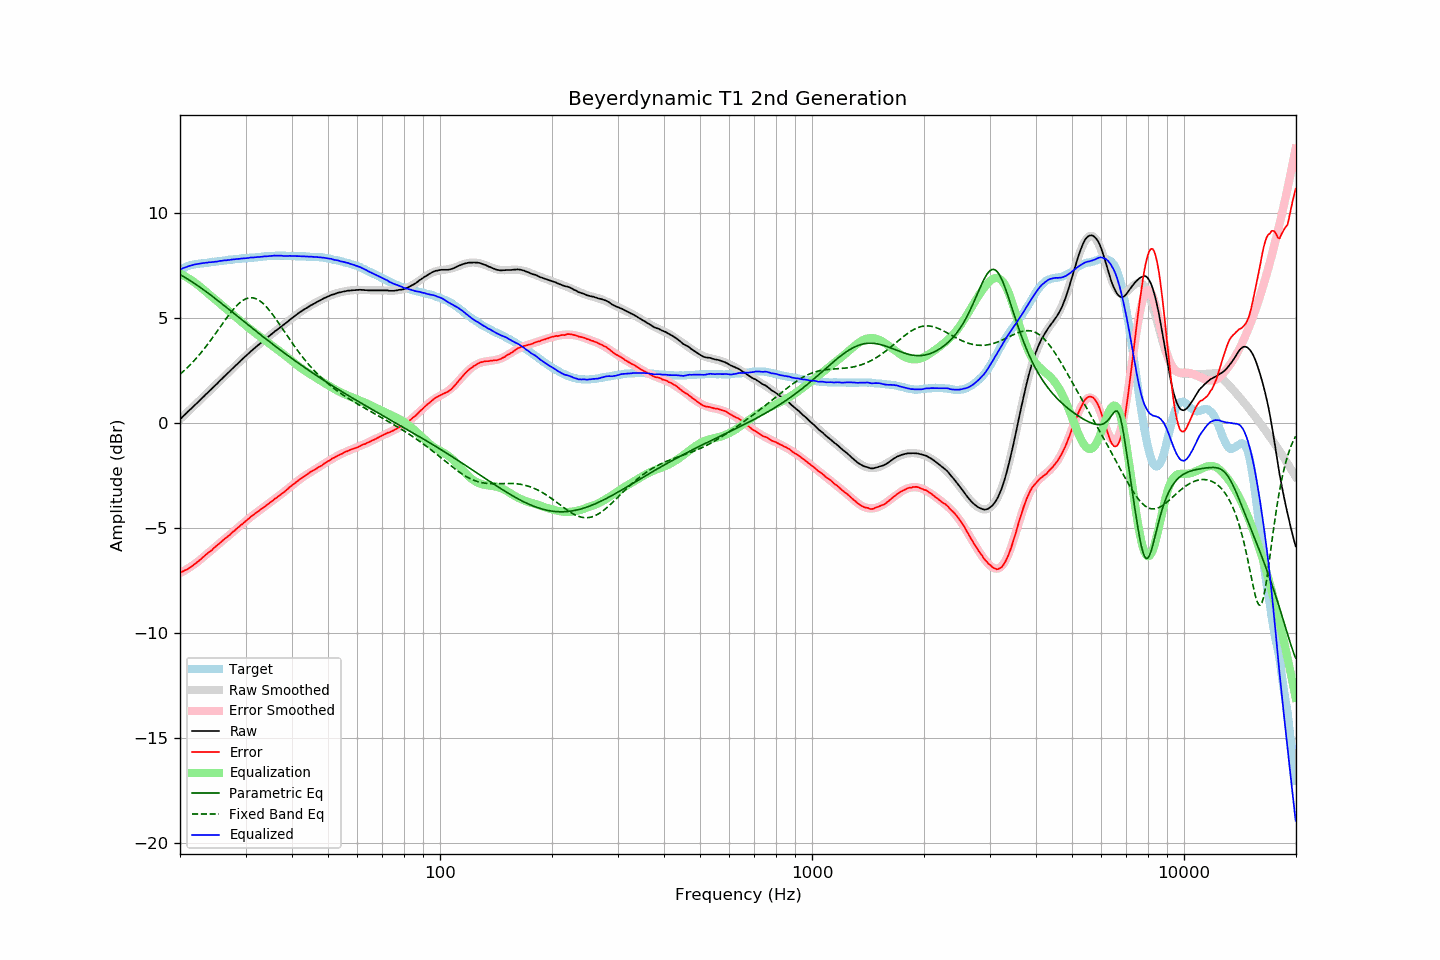 Beyerdynamic T1 2nd Generation
Amplitude (dBr)
10
5
0
−5
−10
−15
−20
Target
Raw Smoothed
Error Smoothed
Raw
Error
Equalization
Parametric Eq
Fixed Band Eq
Equalized
100
1000
10000
Frequency (Hz)